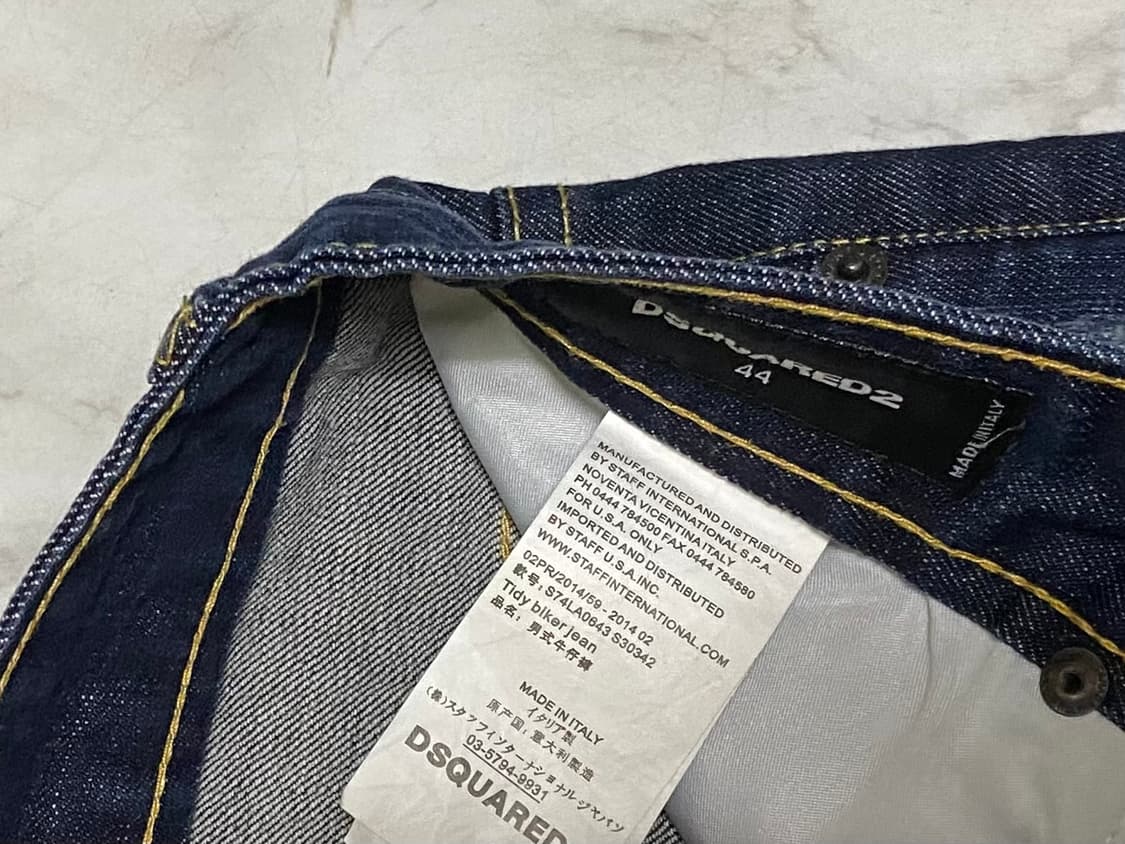 DSQUARED2
44
MADE IN ITALY
MANUFACTURED AND DISTRIBUTED
BY STAFF INTERNATIONAL S.P.A.
NOVENTA VICENTINA ITALY
PH 0444 784500 FAX 0444 784590
FOR U.S.A. ONLY
IMPORTED AND DISTRIBUTED
BY STAFF U.S.A.INC.
WWW.STAFFINTERNATIONAL.COM
02PR/2014/59 - 2014 02
款号: S74LA0643 S30342
Tidy biker jean
品名: 男式牛仔褲
MADE IN ITALY
イタリア製
原产国: 意大利製造
(株)スタッフィンターナショナルジャパン
03-5794-9931
DSQUARED